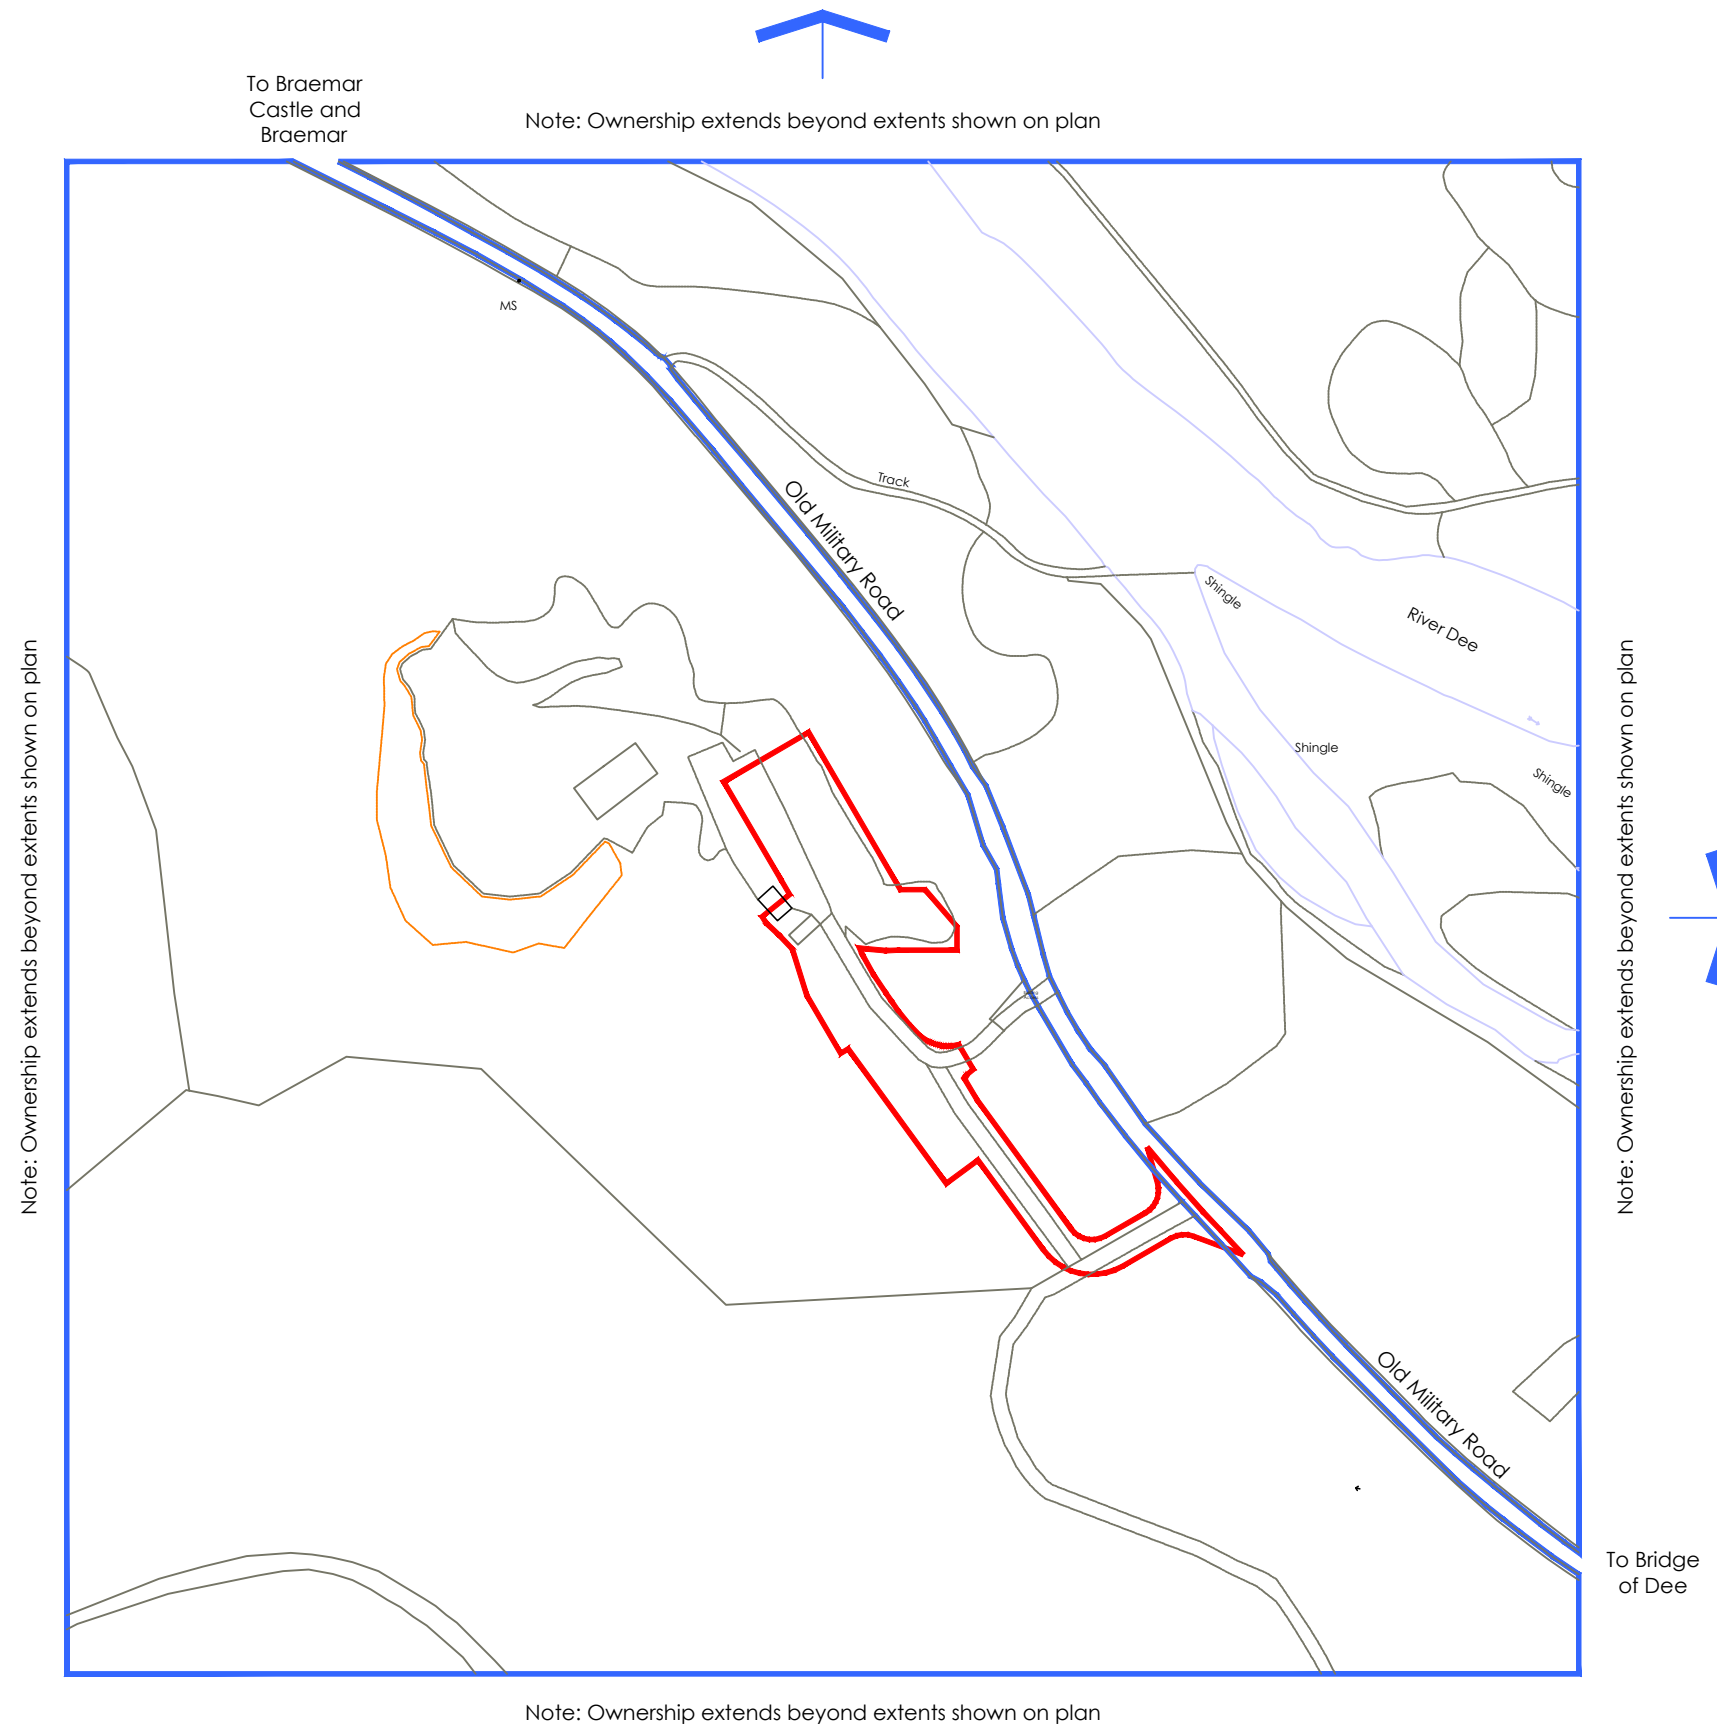 To Braemar
Castle and
Braemar
Note: Ownership extends beyond extents shown on plan
MS
Track
Old Military Road
Shingle
River Dee
Shingle
Shingle
Note: Ownership extends beyond extents shown on plan
Note: Ownership extends beyond extents shown on plan
Old Military Road
To Bridge
of Dee
Note: Ownership extends beyond extents shown on plan